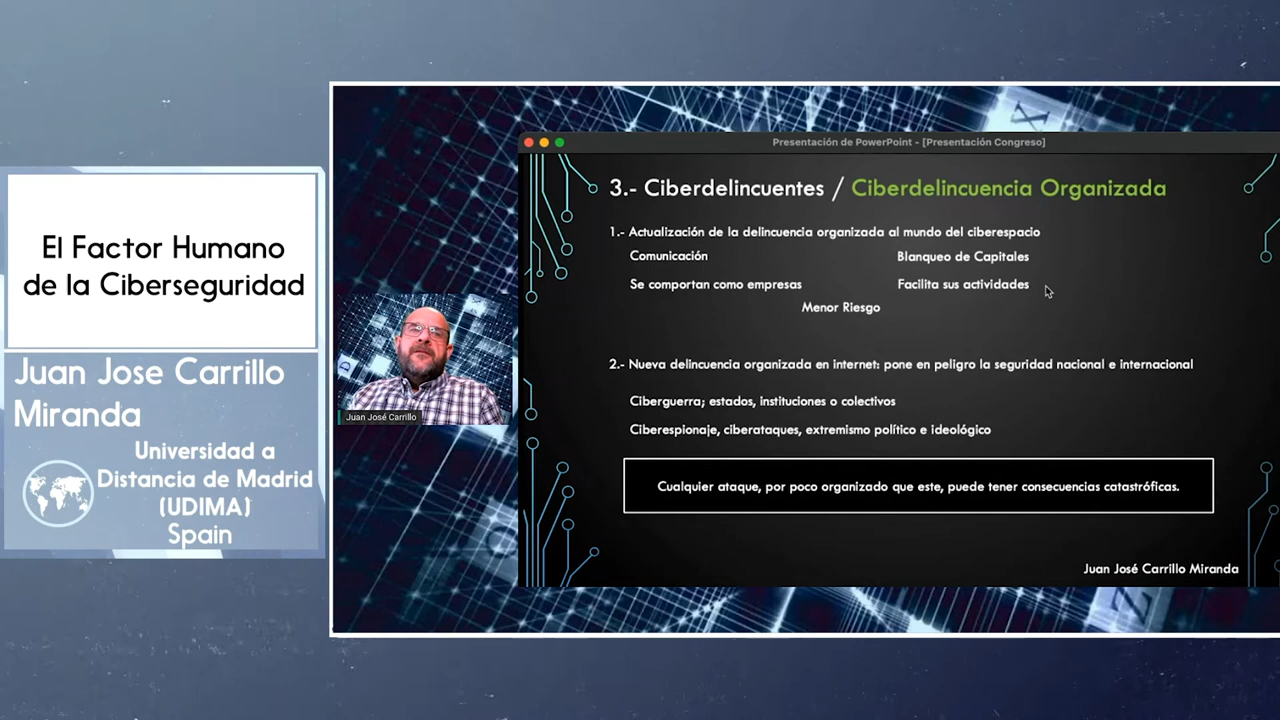 El Factor Humano
de la Ciberseguridad
Juan Jose Carrillo
Miranda
Universidad a
Distancia de Madrid
(UDIMA)
Spain
Juan José Carrillo
Presentación de PowerPoint - [Presentación Congreso]
3.- Ciberdelincuentes / Ciberdelincuencia Organizada
1.- Actualización de la delincuencia organizada al mundo del ciberespacio
Comunicación
Blanqueo de Capitales
Se comportan como empresas
Facilita sus actividades
Menor Riesgo
2.- Nueva delincuencia organizada en internet: pone en peligro la seguridad nacional e internacional
Ciberguerra; estados, instituciones o colectivos
Ciberespionaje, ciberataques, extremismo político e ideológico
Cualquier ataque, por poco organizado que este, puede tener consecuencias catastróficas.
Juan José Carrillo Miranda